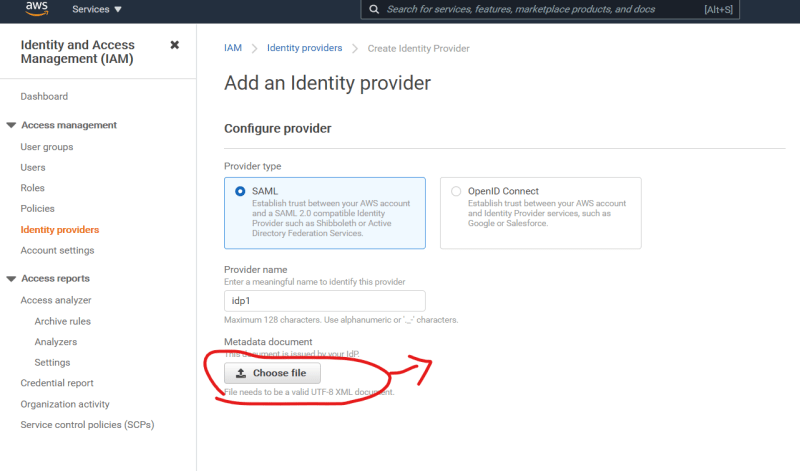 aws
Services
Search for services, features, marketplace products, and docs
[Alt+S]
Identity and Access
Management (IAM)
Dashboard
Access management
User groups
Users
Roles
Policies
Identity providers
Account settings
Access reports
Access analyzer
Archive rules
Analyzers
Settings
Credential report
Organization activity
Service control policies (SCPs)
IAM
Identity providers
Create Identity Provider
Add an Identity provider
Configure provider
Provider type
SAML
Establish trust between your AWS account
and a SAML 2.0 compatible Identity
Provider such as Shibboleth or Active
Directory Federation Services.
OpenID Connect
Establish trust between your AWS account
and Identity Provider services, such as
Google or Salesforce.
Provider name
Enter a meaningful name to identify this provider
idp1
Maximum 128 characters. Use alphanumeric or '._-' characters.
Metadata document
This document is issued by your IdP.
Choose file
File needs to be a valid UTF-8 XML document.